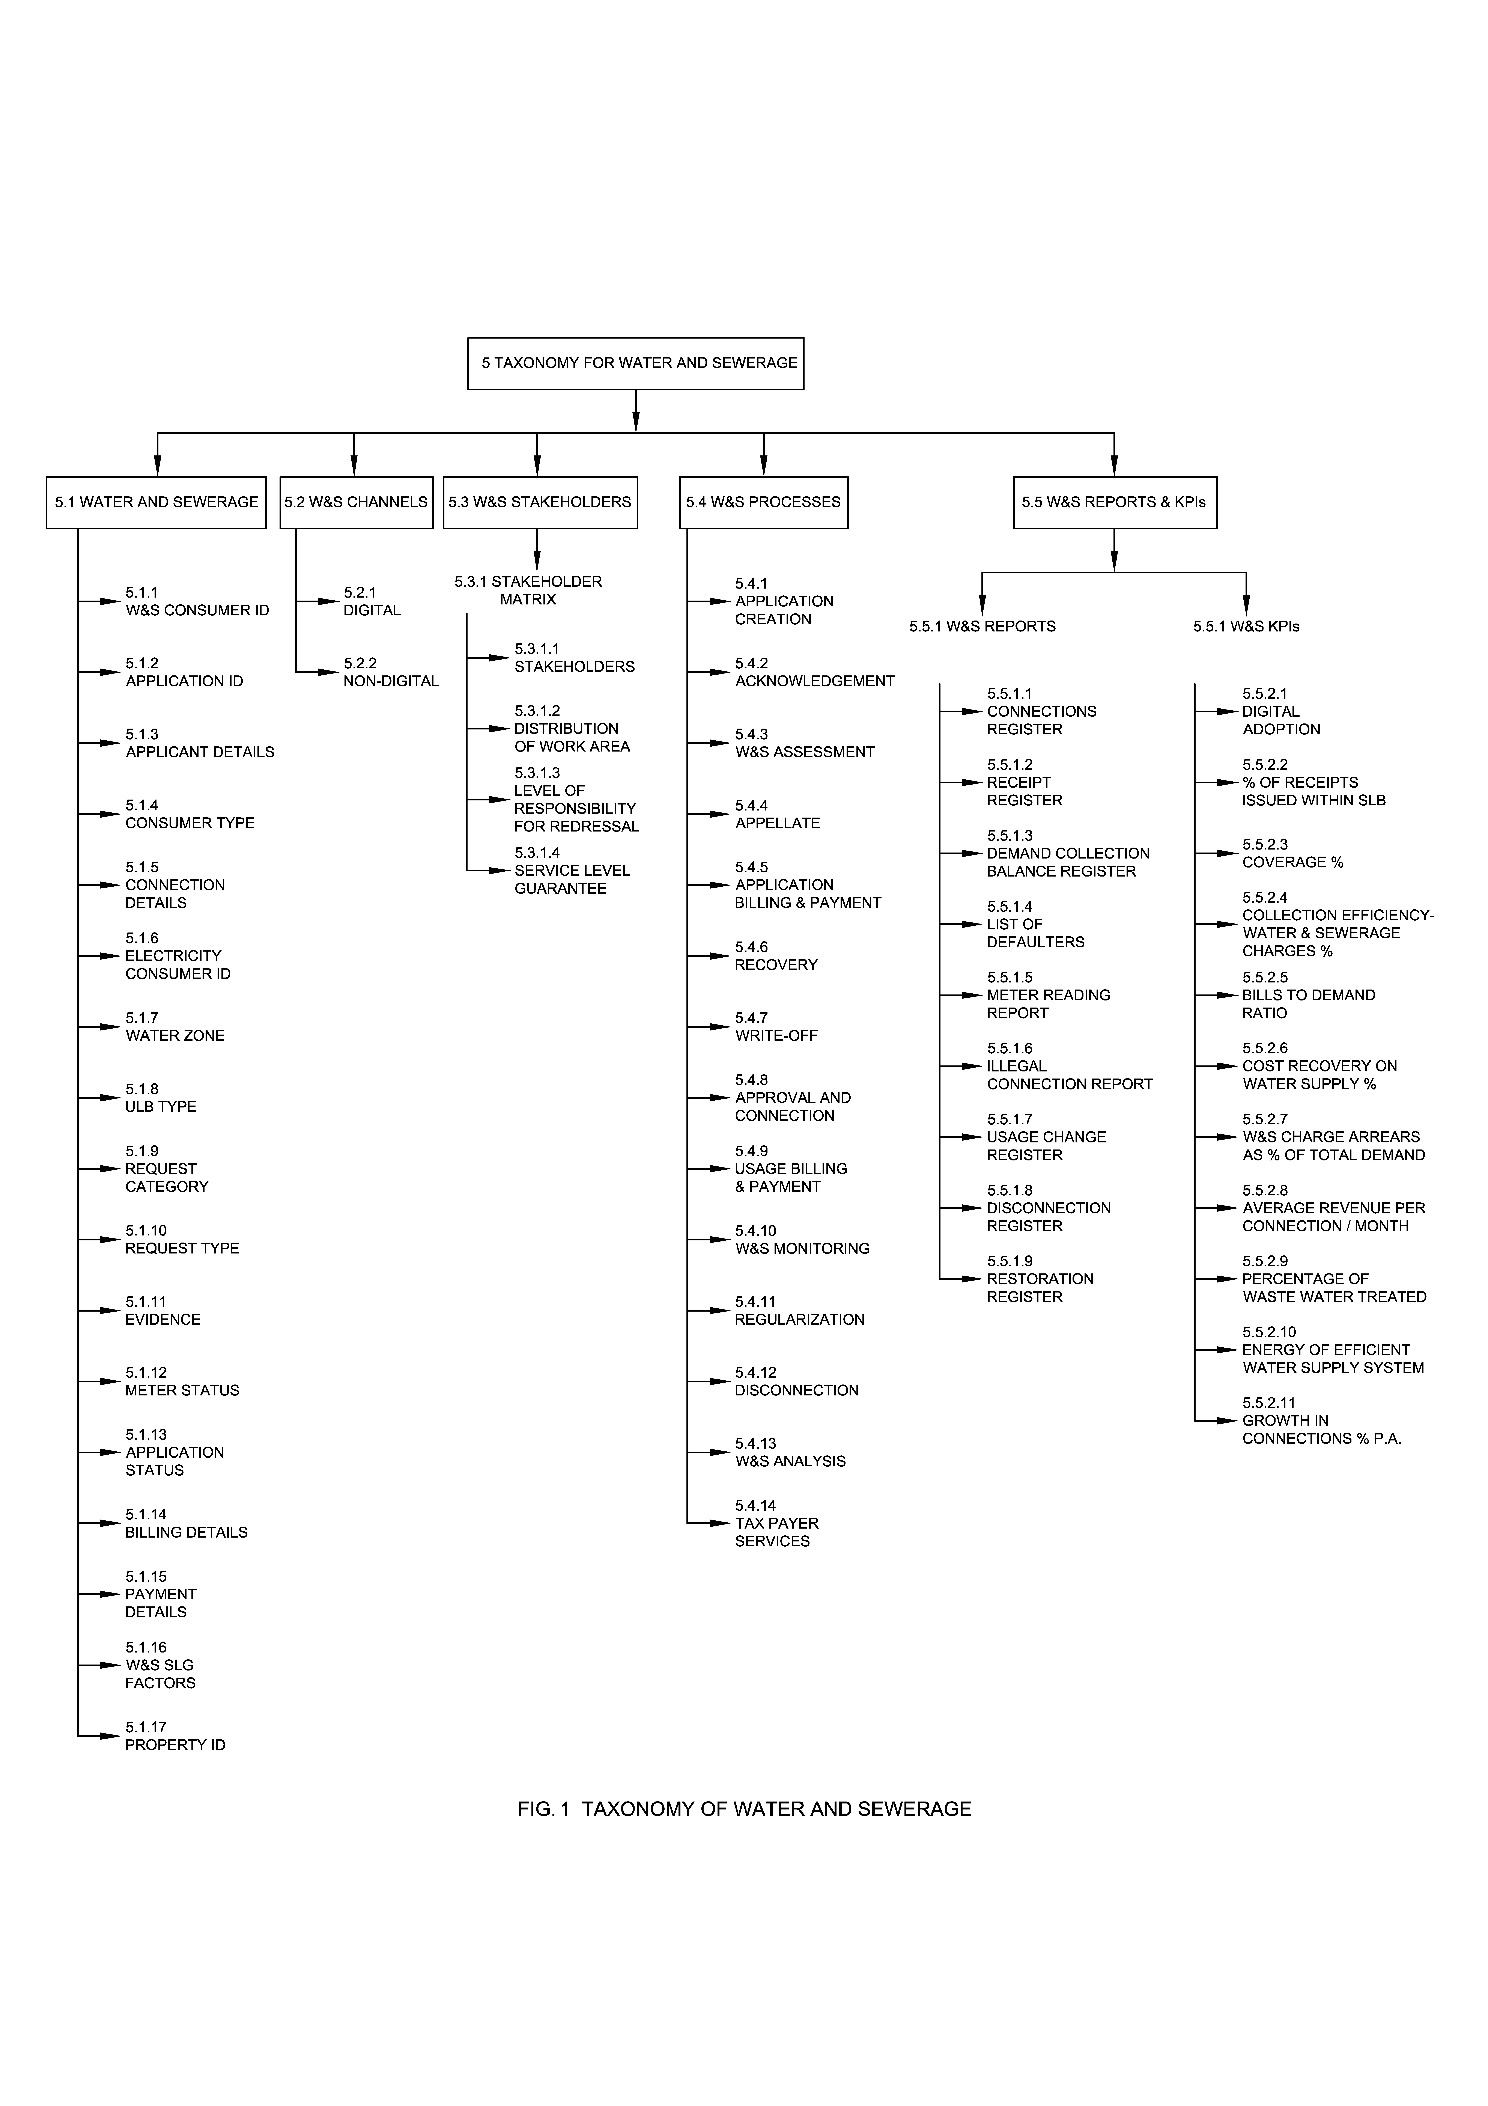 5 TAXONOMY FOR WATER AND SEWERAGE
5.1 WATER AND SEWERAGE
5.1.1
W&S CONSUMER ID
5.1.2
APPLICATION ID
5.1.3
APPLICANT DETAILS
5.1.4
CONSUMER TYPE
5.1.5
CONNECTION
DETAILS
5.1.6
ELECTRICITY
CONSUMER ID
5.1.7
WATER ZONE
5.1.8
ULB TYPE
5.1.9
REQUEST
CATEGORY
5.1.10
REQUEST TYPE
5.1.11
EVIDENCE
5.1.12
METER STATUS
5.1.13
APPLICATION
STATUS
5.1.14
BILLING DETAILS
5.1.15
PAYMENT
DETAILS
5.1.16
W&S SLG
FACTORS
5.1.17
PROPERTY ID
5.2 W&S CHANNELS
5.2.1
DIGITAL
5.2.2
NON-DIGITAL
5.3 W&S STAKEHOLDERS
5.3.1 STAKEHOLDER
MATRIX
5.3.1.1
STAKEHOLDERS
5.3.1.2
DISTRIBUTION
OF WORK AREA
5.3.1.3
LEVEL OF
RESPONSIBILITY
FOR REDRESSAL
5.3.1.4
SERVICE LEVEL
GUARANTEE
5.4 W&S PROCESSES
5.4.1
APPLICATION
CREATION
5.4.2
ACKNOWLEDGEMENT
5.4.3
W&S ASSESSMENT
5.4.4
APPELLATE
5.4.5
APPLICATION
BILLING & PAYMENT
5.4.6
RECOVERY
5.4.7
WRITE-OFF
5.4.8
APPROVAL AND
CONNECTION
5.4.9
USAGE BILLING
& PAYMENT
5.4.10
W&S MONITORING
5.4.11
REGULARIZATION
5.4.12
DISCONNECTION
5.4.13
W&S ANALYSIS
5.4.14
TAX PAYER
SERVICES
5.5 W&S REPORTS & KPIs
5.5.1 W&S REPORTS
5.5.1.1
CONNECTIONS
REGISTER
5.5.1.2
RECEIPT
REGISTER
5.5.1.3
DEMAND COLLECTION
BALANCE REGISTER
5.5.1.4
LIST OF
DEFAULTERS
5.5.1.5
METER READING
REPORT
5.5.1.6
ILLEGAL
CONNECTION REPORT
5.5.1.7
USAGE CHANGE
REGISTER
5.5.1.8
DISCONNECTION
REGISTER
5.5.1.9
RESTORATION
REGISTER
5.5.1 W&S KPIs
5.5.2.1
DIGITAL
ADOPTION
5.5.2.2
% OF RECEIPTS
ISSUED WITHIN SLB
5.5.2.3
COVERAGE %
5.5.2.4
COLLECTION EFFICIENCY-
WATER & SEWERAGE
CHARGES %
5.5.2.5
BILLS TO DEMAND
RATIO
5.5.2.6
COST RECOVERY ON
WATER SUPPLY %
5.5.2.7
W&S CHARGE ARREARS
AS % OF TOTAL DEMAND
5.5.2.8
AVERAGE REVENUE PER
CONNECTION / MONTH
5.5.2.9
PERCENTAGE OF
WASTE WATER TREATED
5.5.2.10
ENERGY OF EFFICIENT
WATER SUPPLY SYSTEM
5.5.2.11
GROWTH IN
CONNECTIONS % P.A.
FIG. 1 TAXONOMY OF WATER AND SEWERAGE